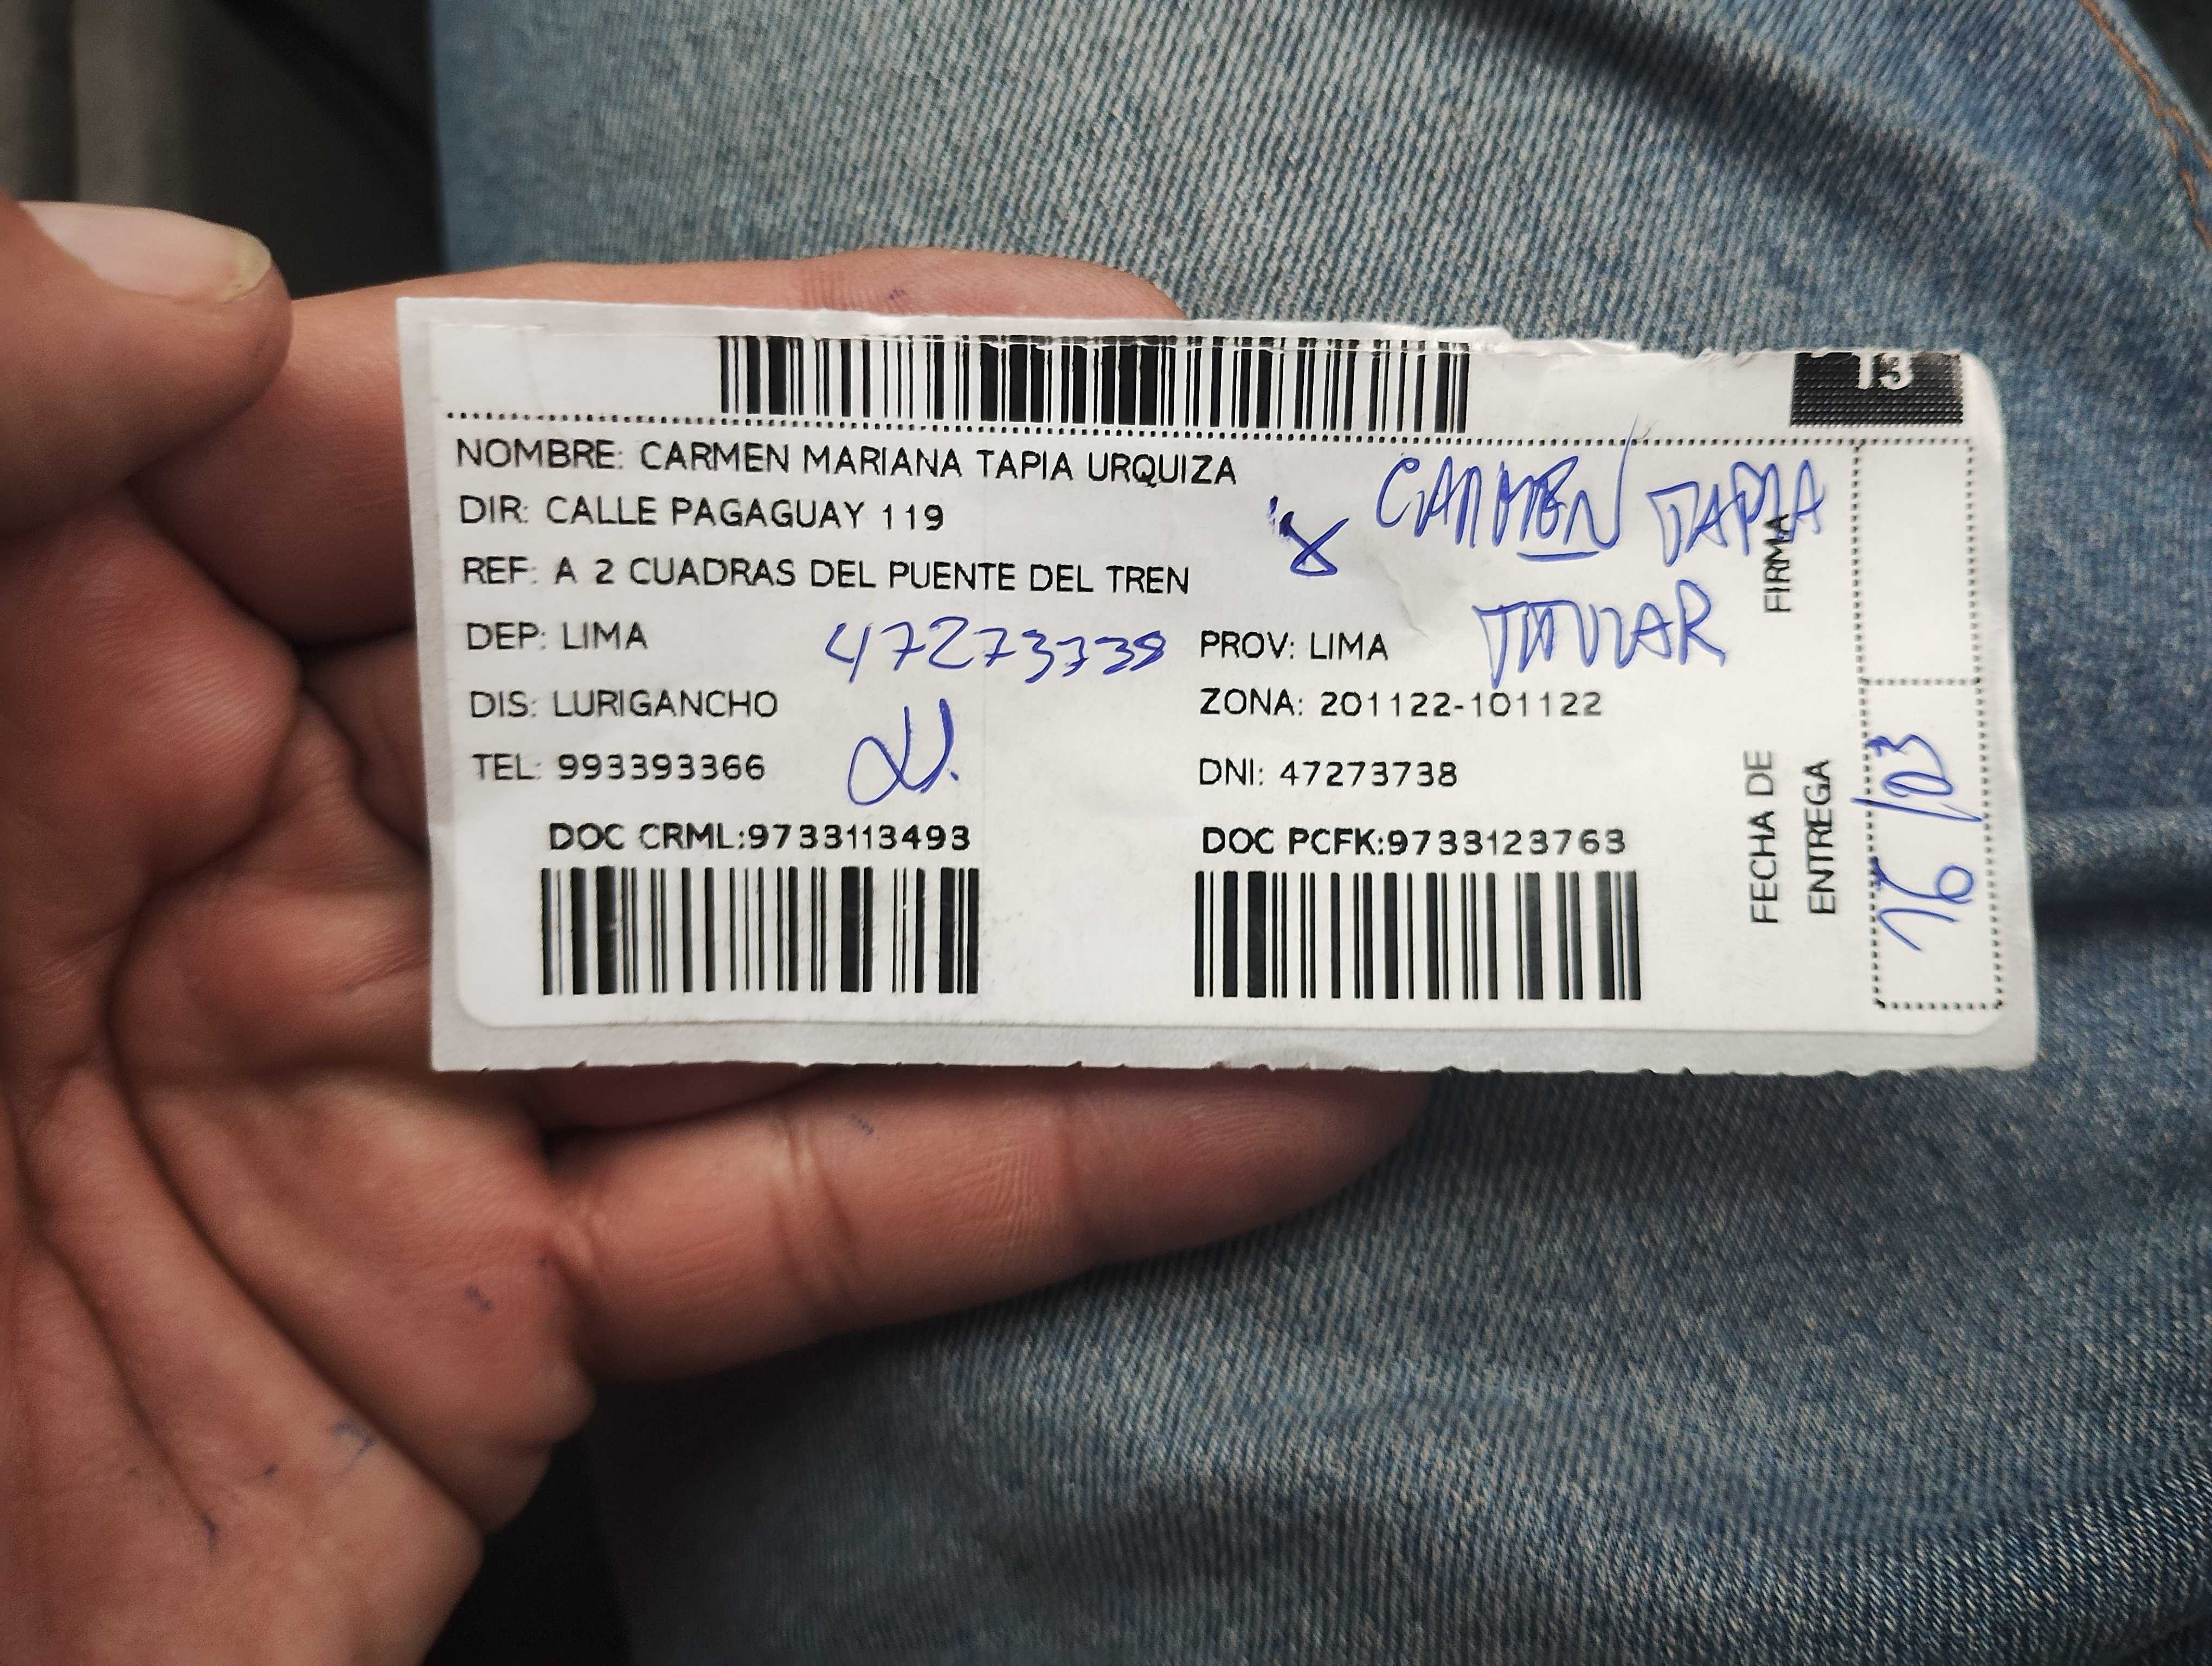 13
NOMBRE: CARMEN MARIANA TAPIA URQUIZA
CARMEN TAPIA
DIR: CALLE PAGAGUAY 119
FIRMA
REF: A 2 CUADRAS DEL PUENTE DEL TREN
TITULAR
DEP: LIMA
47273738
PROV: LIMA
DIS: LURIGANCHO
ZONA: 201122-101122
TEL: 993393366
DNI: 47273738
DOC CRML:9733113493
DOC PCFK:9733123763
FECHA DE
ENTREGA
16/03